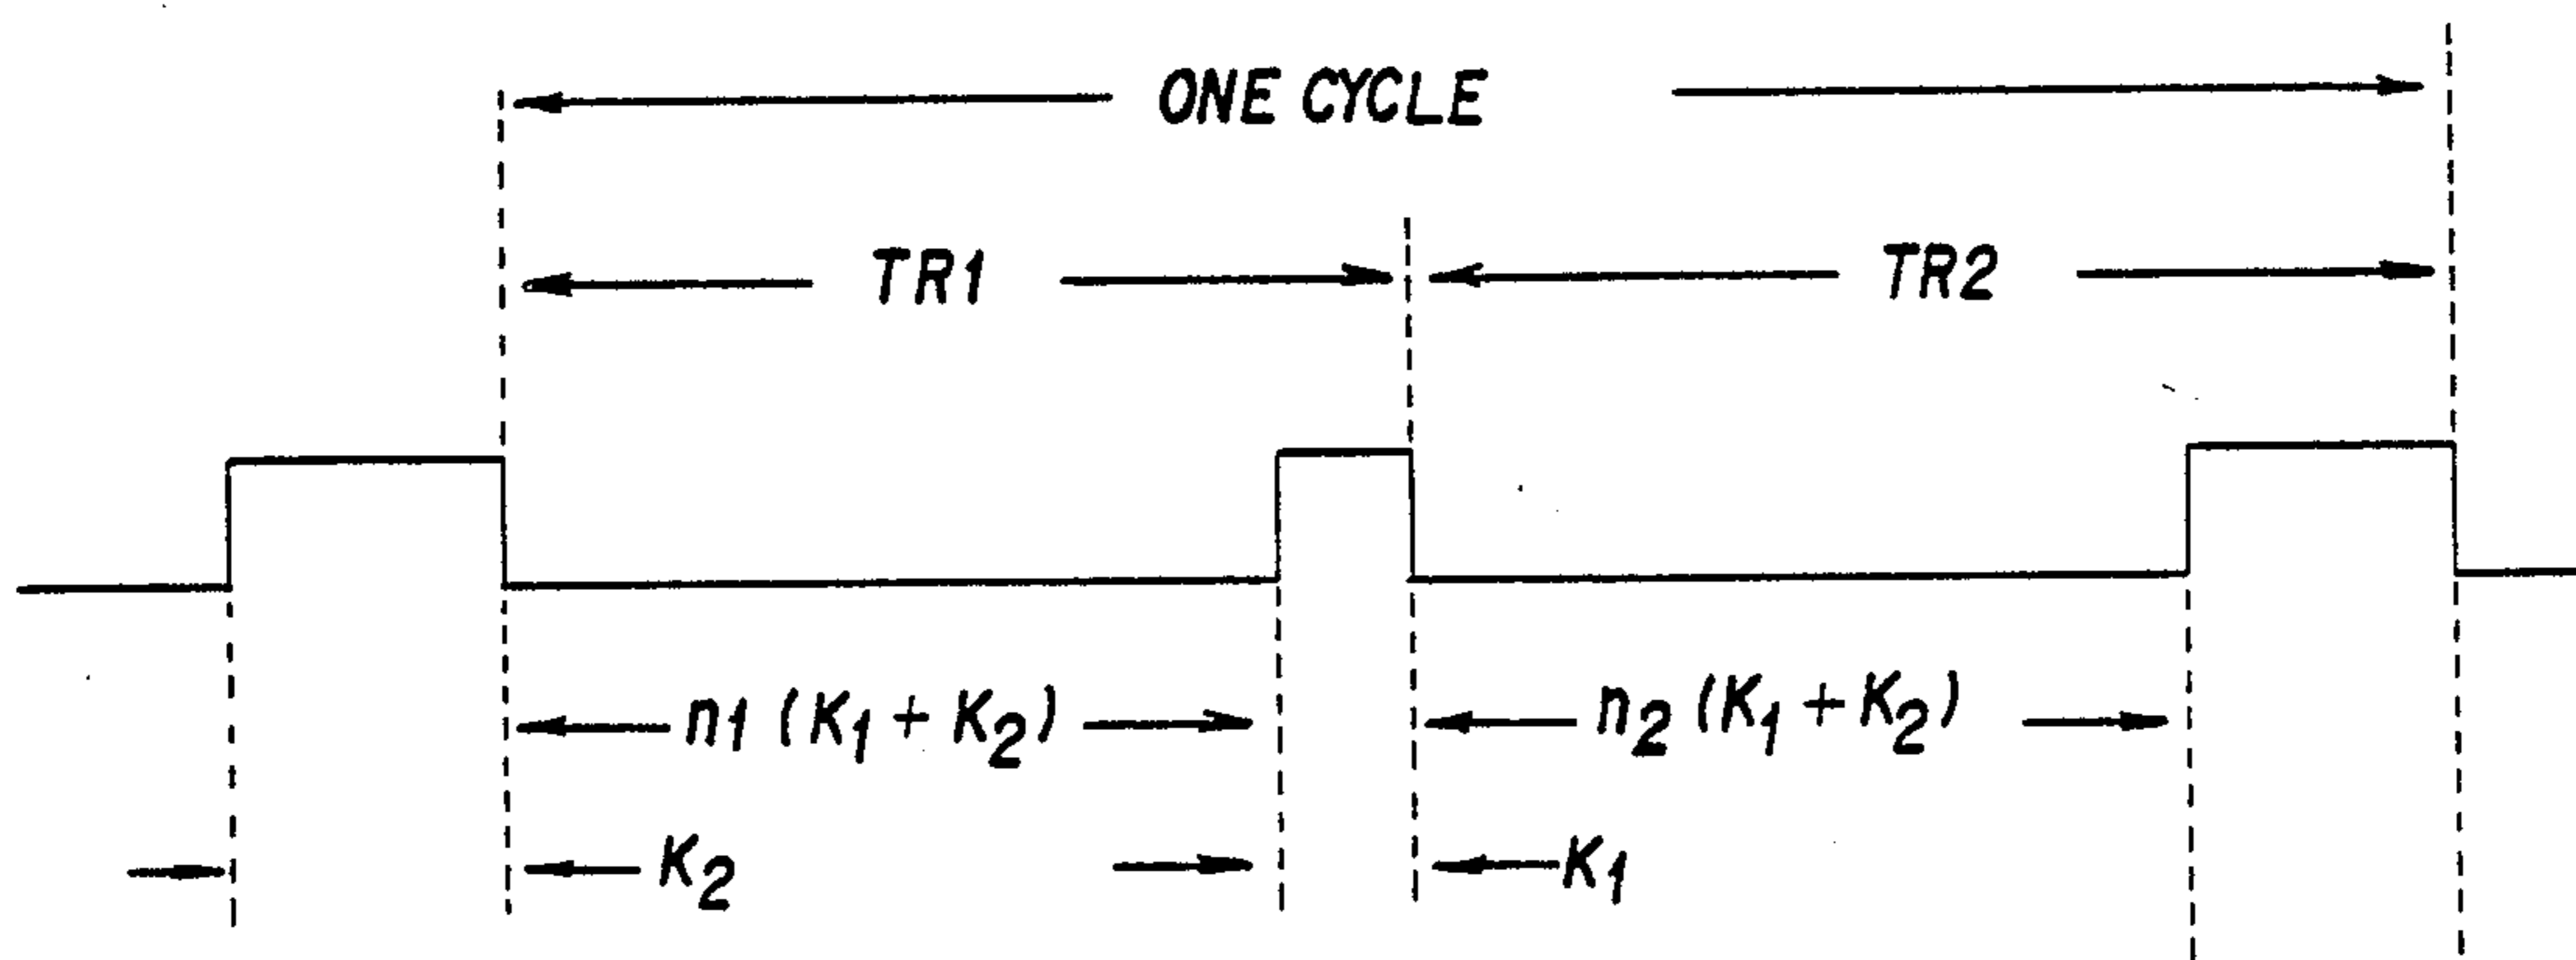 ONE CYCLE
TR1 TR2
n1 (K1 + K2) n2 (K1 + K2)
K2 K1